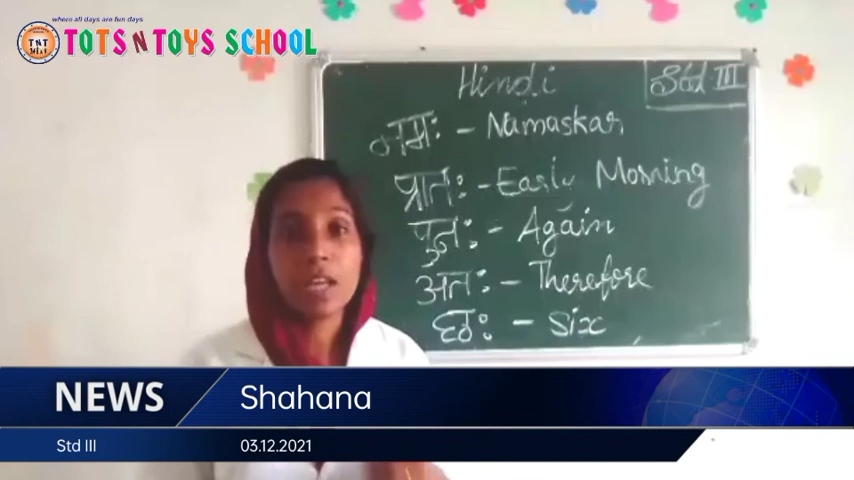 where all days are fun days
TNT
TOTS N TOYS SCHOOL
Hindi
Std III
नमः - Namaskar
प्रातः - Early Morning
पुनः - Again
अतः - Therefore
छः - Six
NEWS
Shahana
Std III
03.12.2021